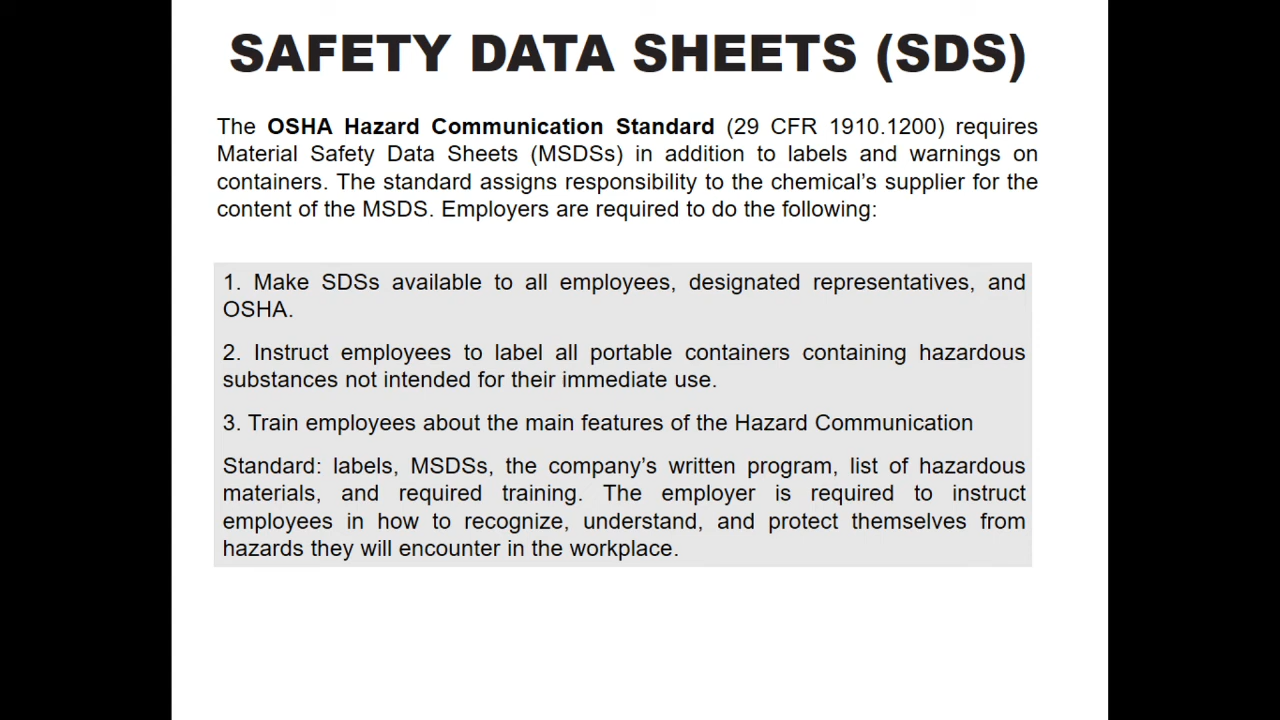 SAFETY DATA SHEETS (SDS)
The OSHA Hazard Communication Standard (29 CFR 1910.1200) requires
Material Safety Data Sheets (MSDSs) in addition to labels and warnings on
containers. The standard assigns responsibility to the chemical’s supplier for the
content of the MSDS. Employers are required to do the following:
1. Make SDSs available to all employees, designated representatives, and
OSHA.
2. Instruct employees to label all portable containers containing hazardous
substances not intended for their immediate use.
3. Train employees about the main features of the Hazard Communication
Standard: labels, MSDSs, the company’s written program, list of hazardous
materials, and required training. The employer is required to instruct
employees in how to recognize, understand, and protect themselves from
hazards they will encounter in the workplace.